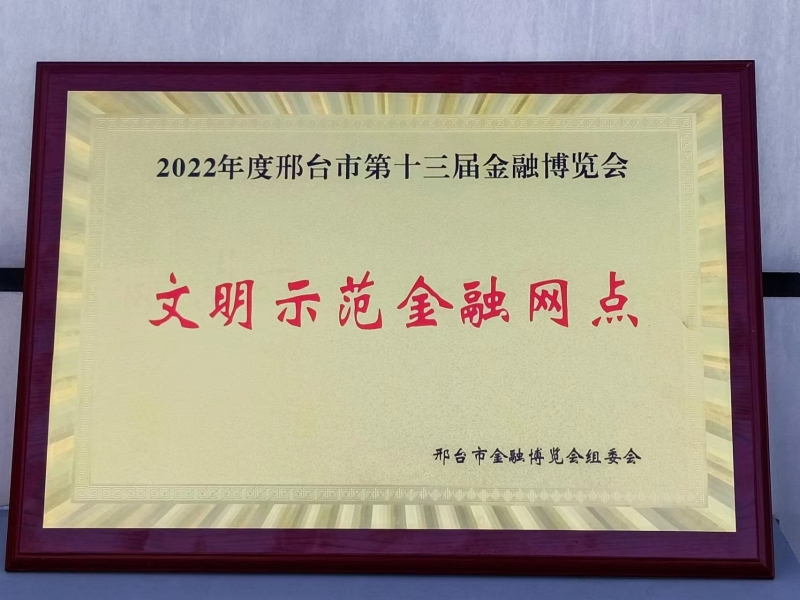 2022年度邢台市第十三届金融博览会
文明示范金融网点
邢台市金融博览会组委会